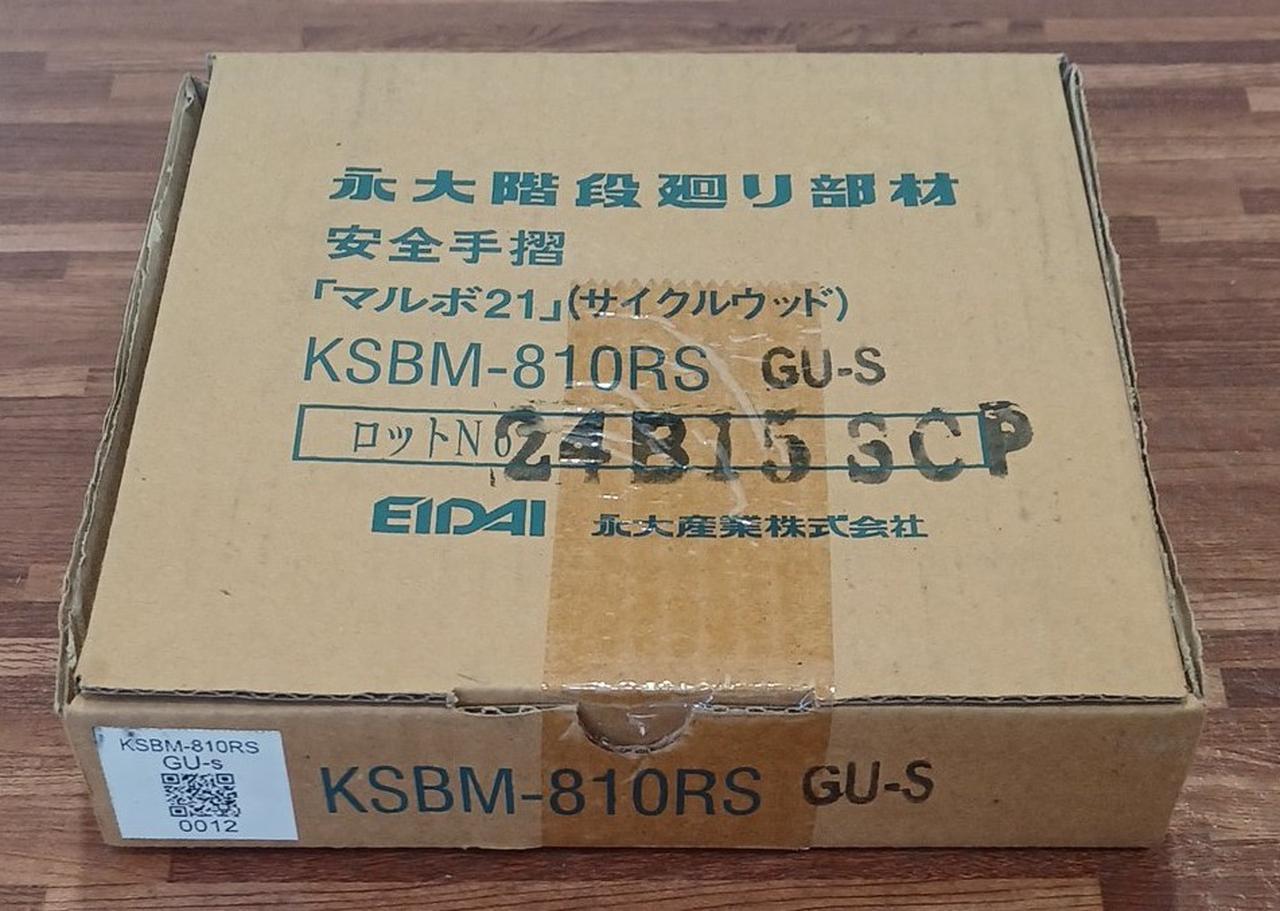 永大階段廻り部材
安全手摺
「マルボ21」(サイクルウッド)
KSBM-810RS GU-S
ロットNo 24B15 SCP
EIDAI 永大産業株式会社
KSBM-810RS
GU-s
0012
KSBM-810RS GU-S